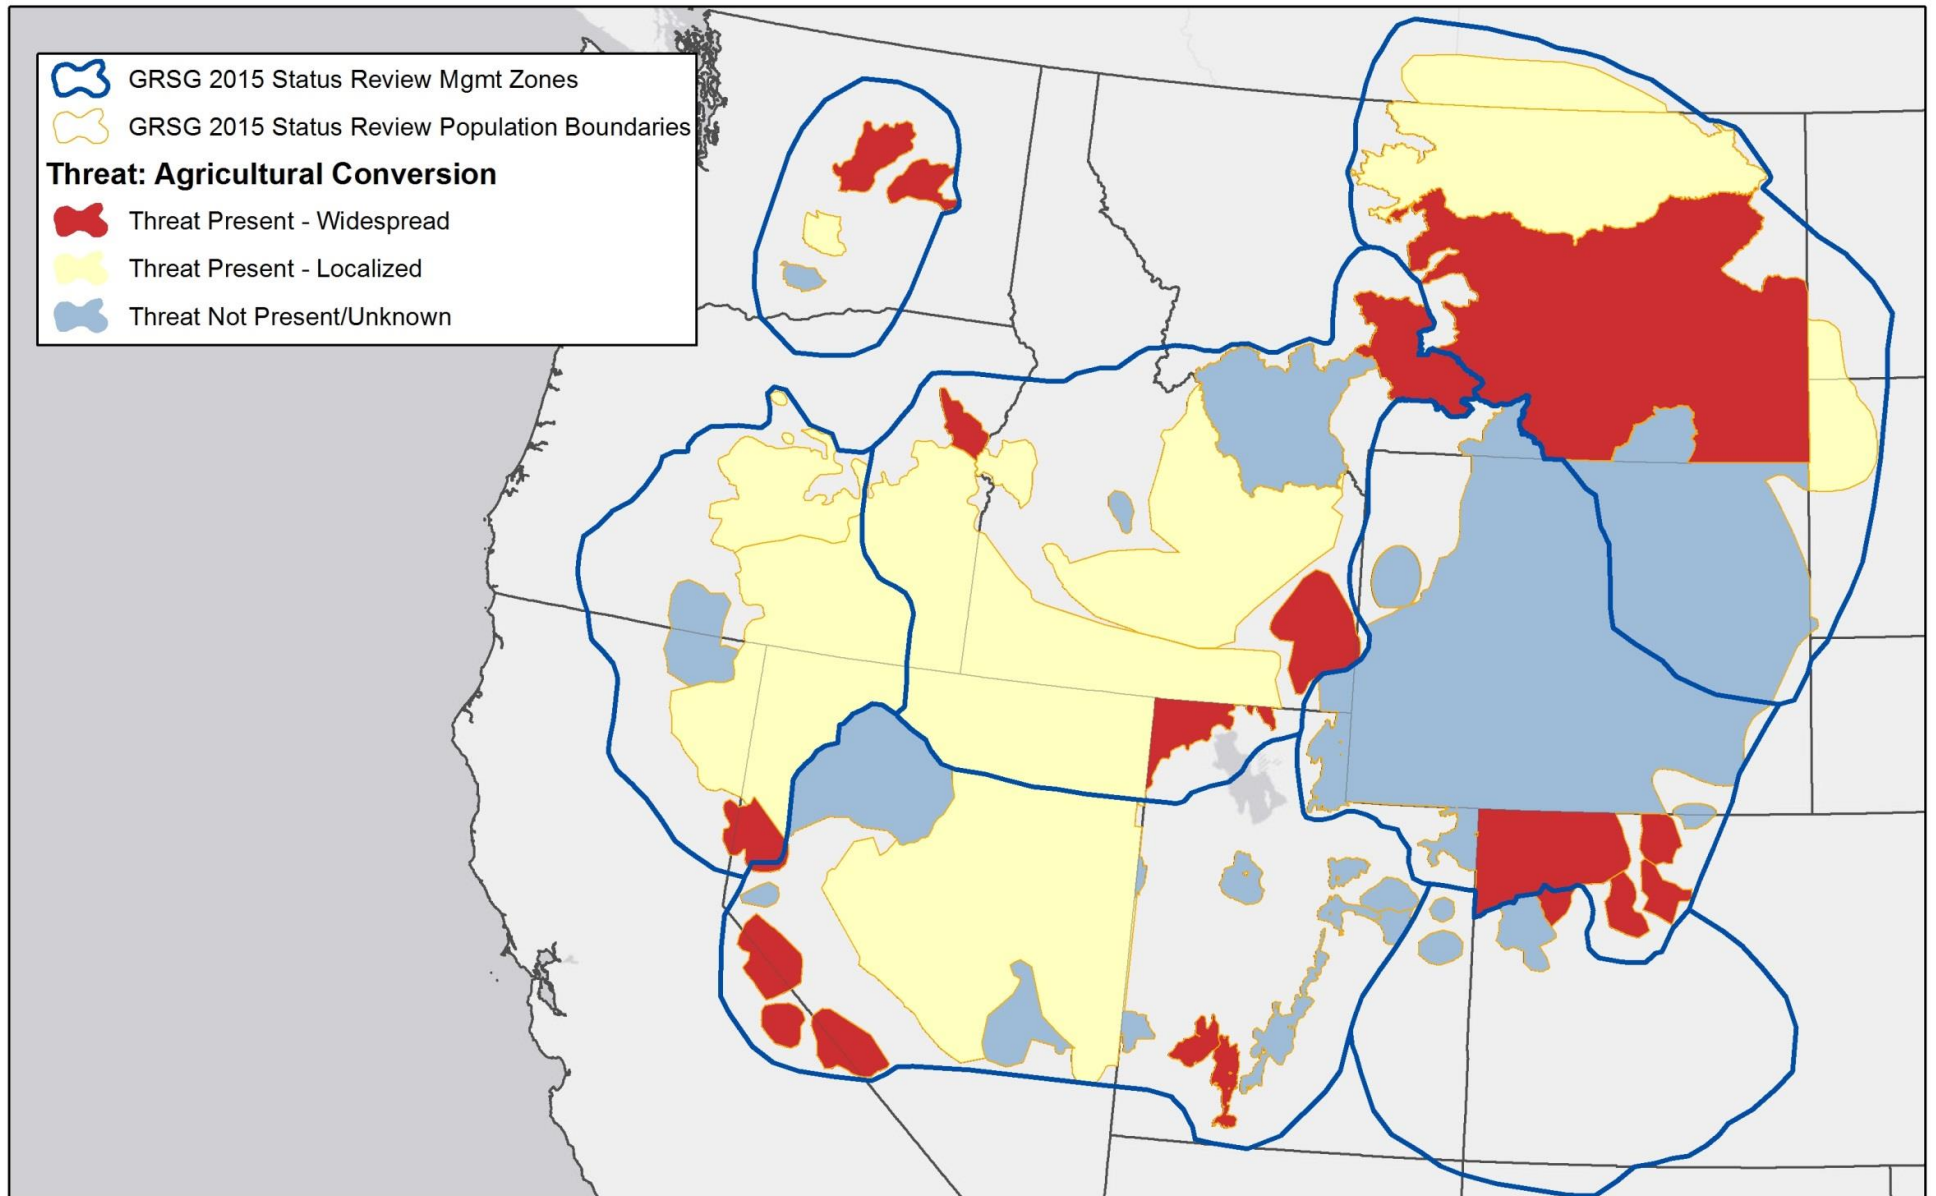 GRSG 2015 Status Review Mgmt Zones
GRSG 2015 Status Review Population Boundaries
Threat: Agricultural Conversion
Threat Present - Widespread
Threat Present - Localized
Threat Not Present/Unknown